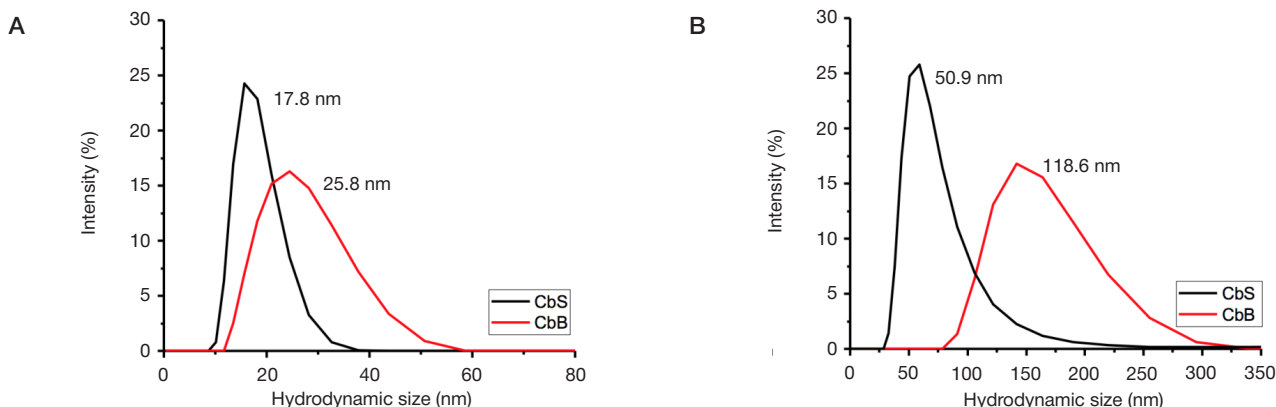 A
30
25
20
15
10
5
0
Intensity (%)
17.8 nm
25.8 nm
CbS
CbB
0 20 40 60 80
Hydrodynamic size (nm)
B
30
25
20
15
10
5
0
Intensity (%)
50.9 nm
118.6 nm
CbS
CbB
0 50 100 150 200 250 300 350
Hydrodynamic size (nm)